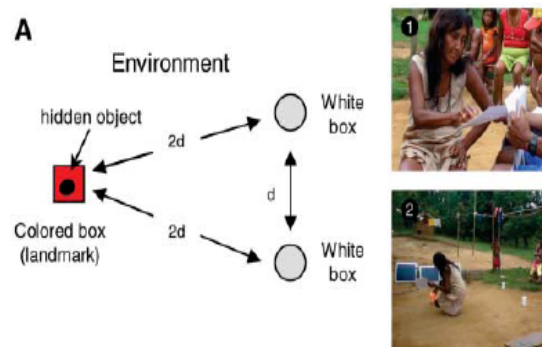 A
Environment
hidden object
2d
White
box
d
2d
Colored box
(landmark)
White
box
1
2